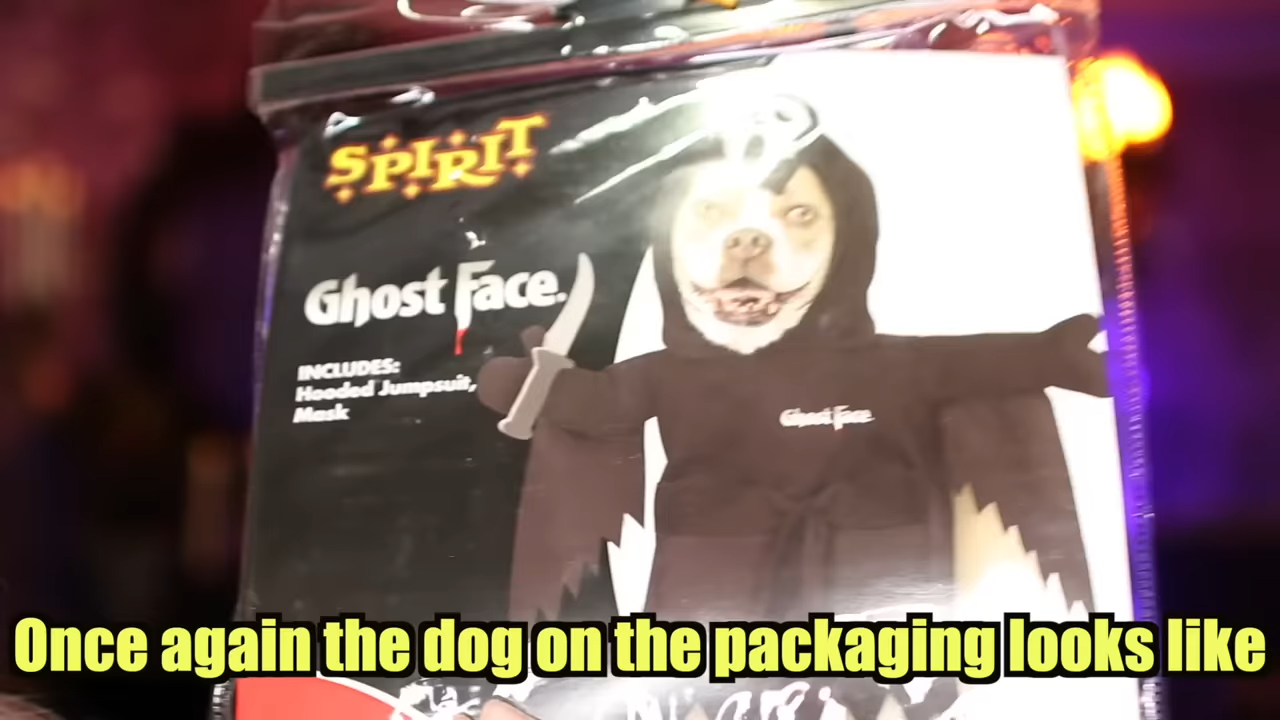 SPIRIT
Ghost Face.
INCLUDES:
Hooded Jumpsuit,
Mask
Ghost Face
Once again the dog on the packaging looks like